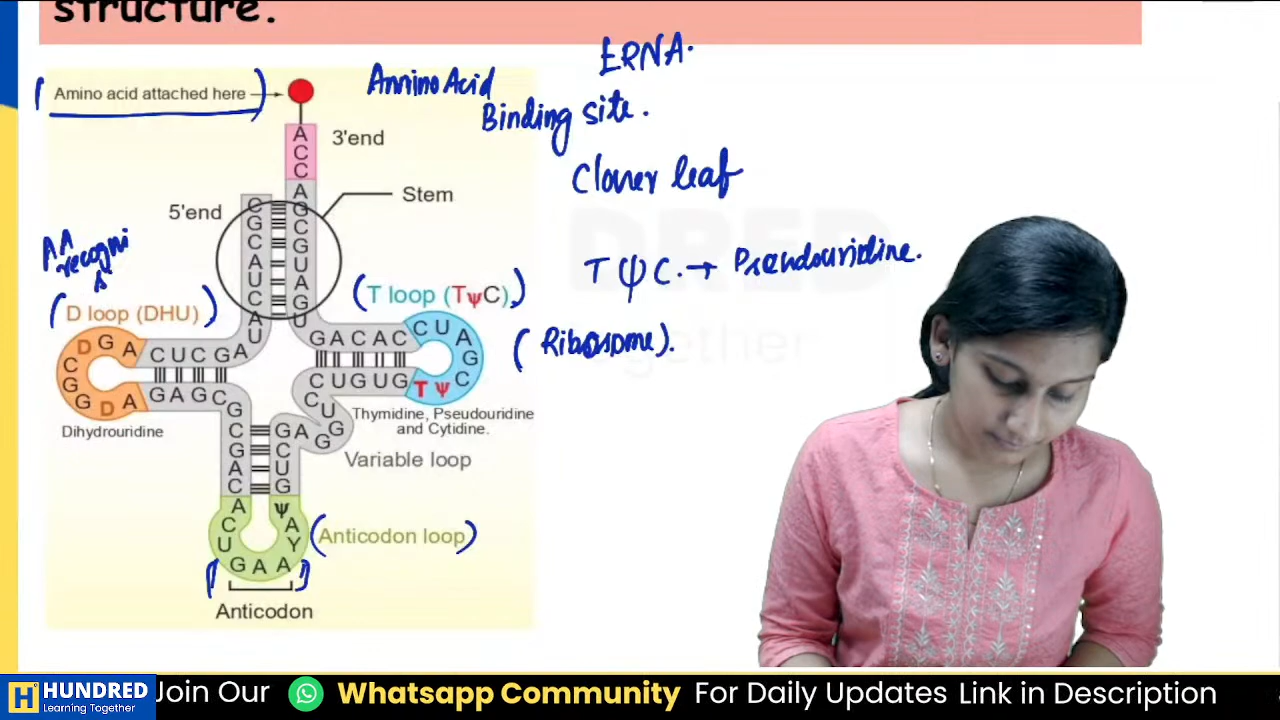 structure.
tRNA.
Amino acid attached here
Amino Acid
Binding site.
3'end
Clover leaf
Stem
5'end
AA
recogni
TψC. → Pseudouridine.
T loop (TψC)
D loop (DHU)
(Ribosome).
A
C
C
A
G
C
G
U
A
G
U
C
G
C
A
U
C
U
A
U
D G A C U C G A
G A C A C C U A G C
C
G
G D A G A G C
C U G U G T ψ
Dihydrouridine
Thymidine, Pseudouridine
and Cytidine.
G
C
G
A
C
C U G G
G A
C
U
G
Variable loop
A
C
U
G A A
Y
A
ψ
Anticodon loop
Anticodon
HUNDRED
Learning Together
Join Our Whatsapp Community For Daily Updates Link in Description